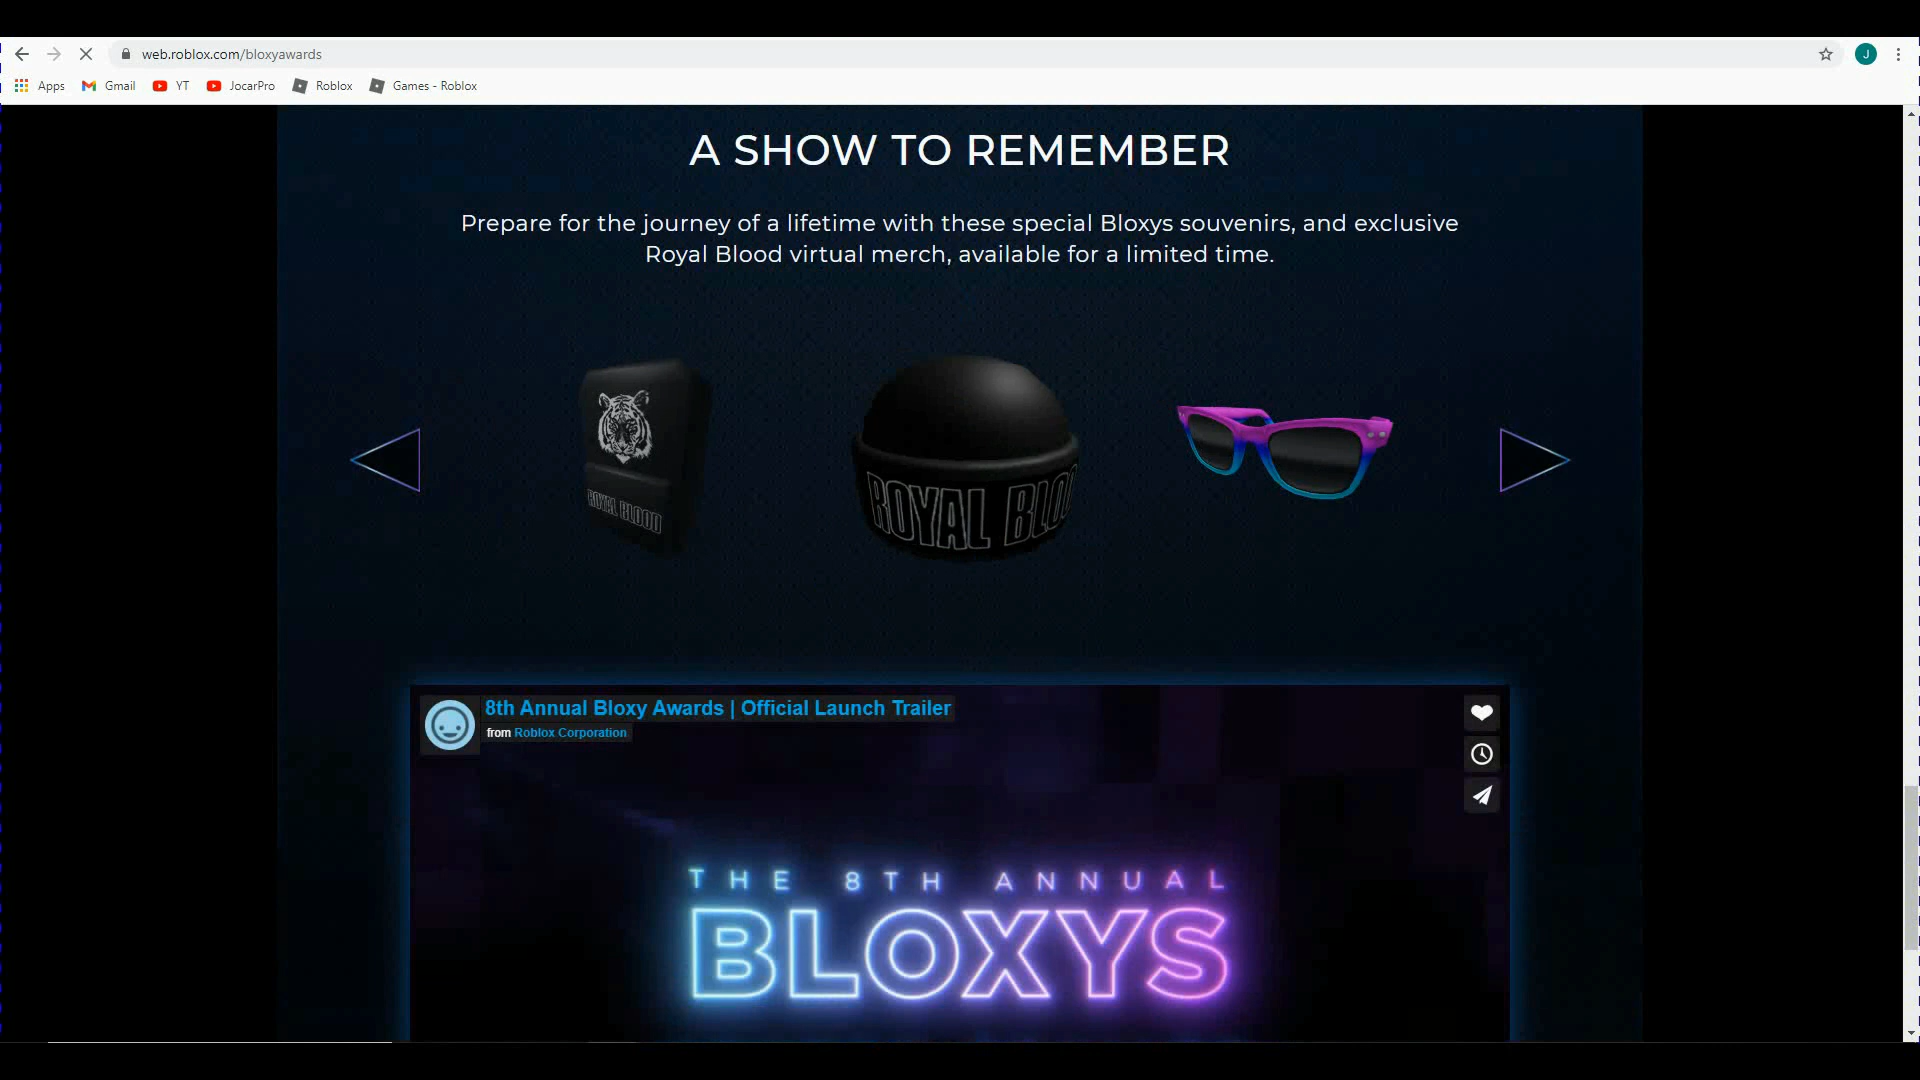 web.roblox.com/bloxyawards
J
Apps Gmail YT JocarPro Roblox Games - Roblox
A SHOW TO REMEMBER
Prepare for the journey of a lifetime with these special Bloxys souvenirs, and exclusive
Royal Blood virtual merch, available for a limited time.
ROYAL BLOOD
ROYAL BLOO
8th Annual Bloxy Awards | Official Launch Trailer
from Roblox Corporation
THE 8TH ANNUAL
BLOXYS